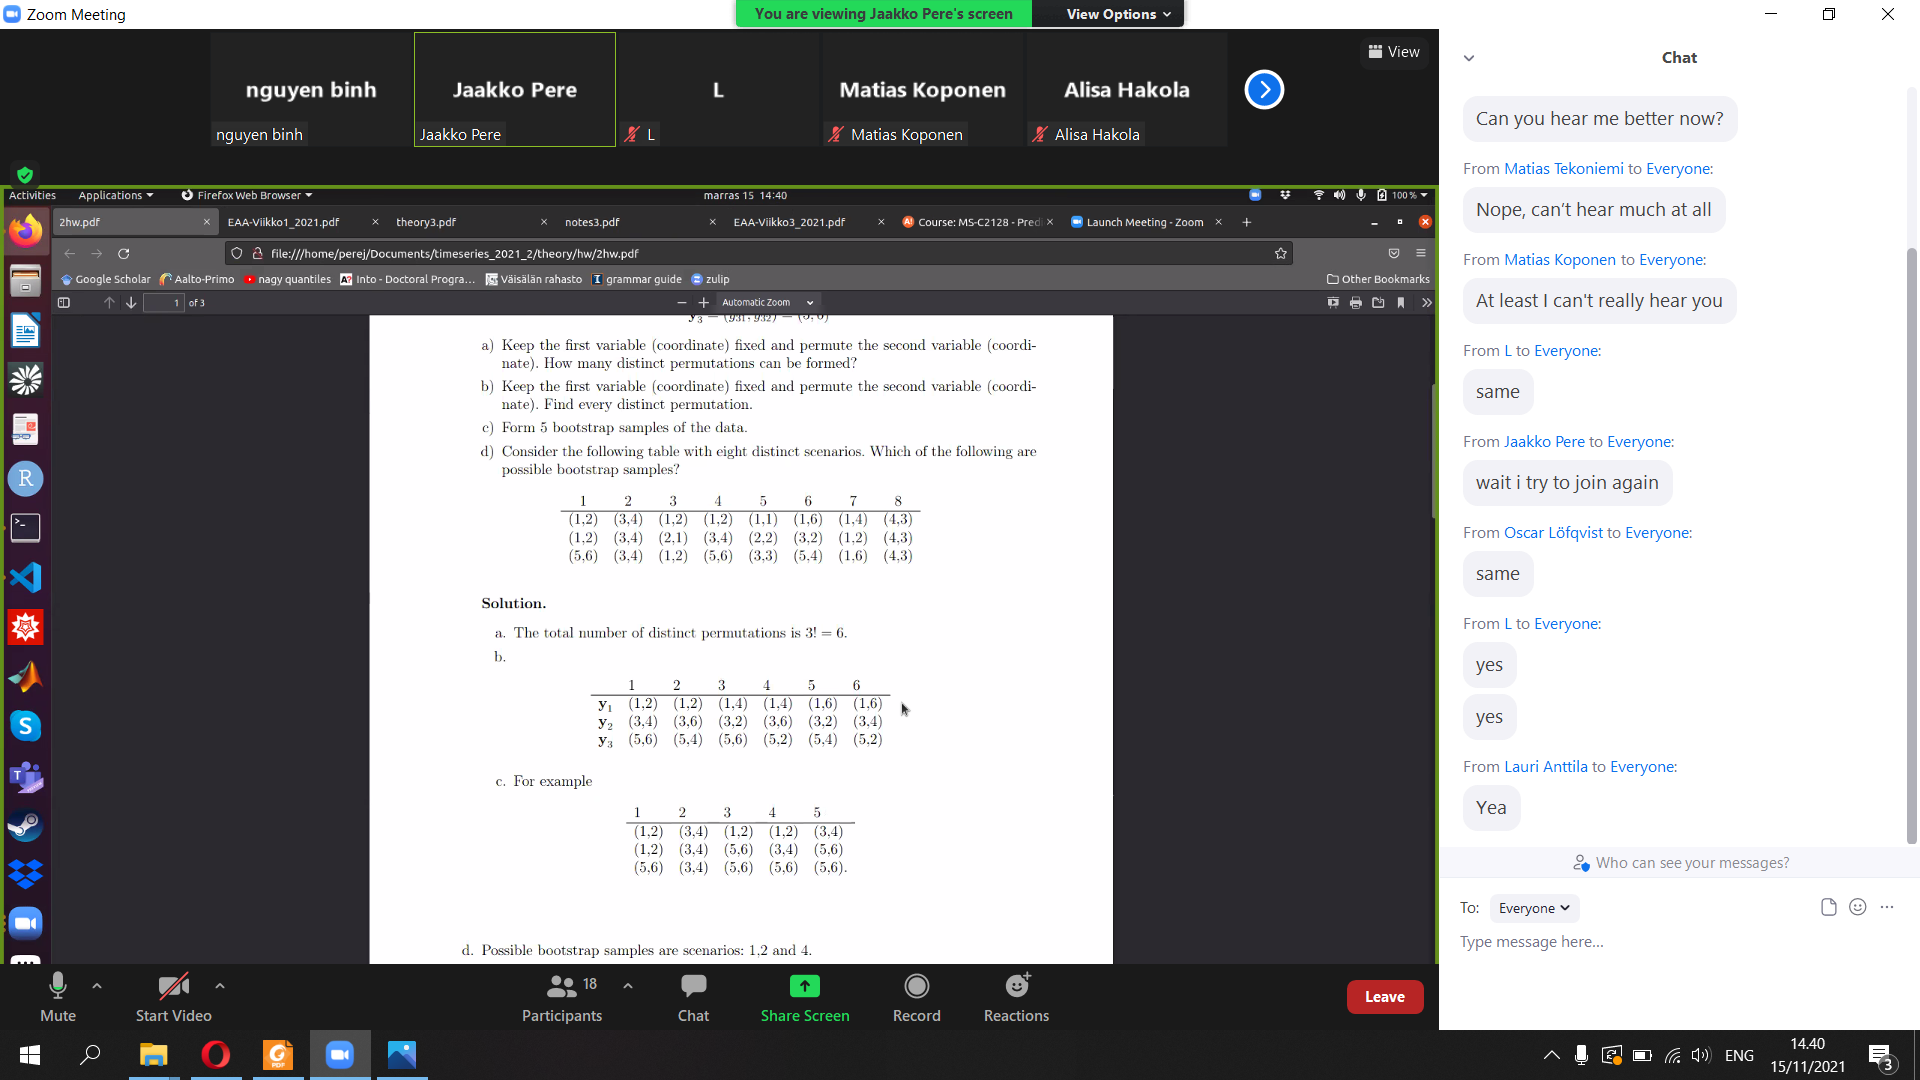 Zoom Meeting
You are viewing Jaakko Pere's screen
View Options
View
nguyen binh
Jaakko Pere
L
Matias Koponen
Alisa Hakola
nguyen binh
Jaakko Pere
L
Matias Koponen
Alisa Hakola
Activities
Applications
Firefox Web Browser
marras 15 14:40
100 %
2hw.pdf
EAA-Viikko1_2021.pdf
theory3.pdf
notes3.pdf
EAA-Viikko3_2021.pdf
Course: MS-C2128 - Predi
Launch Meeting - Zoom
file:///home/perej/Documents/timeseries_2021_2/theory/hw/2hw.pdf
Google Scholar
Aalto-Primo
nagy quantiles
Into - Doctoral Progra…
Väisälän rahasto
grammar guide
zulip
Other Bookmarks
1 of 3
Automatic Zoom
y3 = (y31, y32) = (5, 6)
a) Keep the first variable (coordinate) fixed and permute the second variable (coordi-
nate). How many distinct permutations can be formed?
b) Keep the first variable (coordinate) fixed and permute the second variable (coordi-
nate). Find every distinct permutation.
c) Form 5 bootstrap samples of the data.
d) Consider the following table with eight distinct scenarios. Which of the following are
possible bootstrap samples?
1 2 3 4 5 6 7 8
(1,2) (3,4) (1,2) (1,2) (1,1) (1,6) (1,4) (4,3)
(1,2) (3,4) (2,1) (3,4) (2,2) (3,2) (1,2) (4,3)
(5,6) (3,4) (1,2) (5,6) (3,3) (5,4) (1,6) (4,3)
Solution.
a. The total number of distinct permutations is 3! = 6.
b.
1 2 3 4 5 6
y1 (1,2) (1,2) (1,4) (1,4) (1,6) (1,6)
y2 (3,4) (3,6) (3,2) (3,6) (3,2) (3,4)
y3 (5,6) (5,4) (5,6) (5,2) (5,4) (5,2)
c. For example
1 2 3 4 5
(1,2) (3,4) (1,2) (1,2) (3,4)
(1,2) (3,4) (5,6) (3,4) (5,6)
(5,6) (3,4) (5,6) (5,6) (5,6).
d. Possible bootstrap samples are scenarios: 1,2 and 4.
Mute
Start Video
18
Participants
Chat
Share Screen
Record
Reactions
Leave
Chat
Can you hear me better now?
From Matias Tekoniemi to Everyone:
Nope, can't hear much at all
From Matias Koponen to Everyone:
At least I can't really hear you
From L to Everyone:
same
From Jaakko Pere to Everyone:
wait i try to join again
From Oscar Löfqvist to Everyone:
same
From L to Everyone:
yes
yes
From Lauri Anttila to Everyone:
Yea
Who can see your messages?
To: Everyone
Type message here...
ENG
14.40
15/11/2021
3